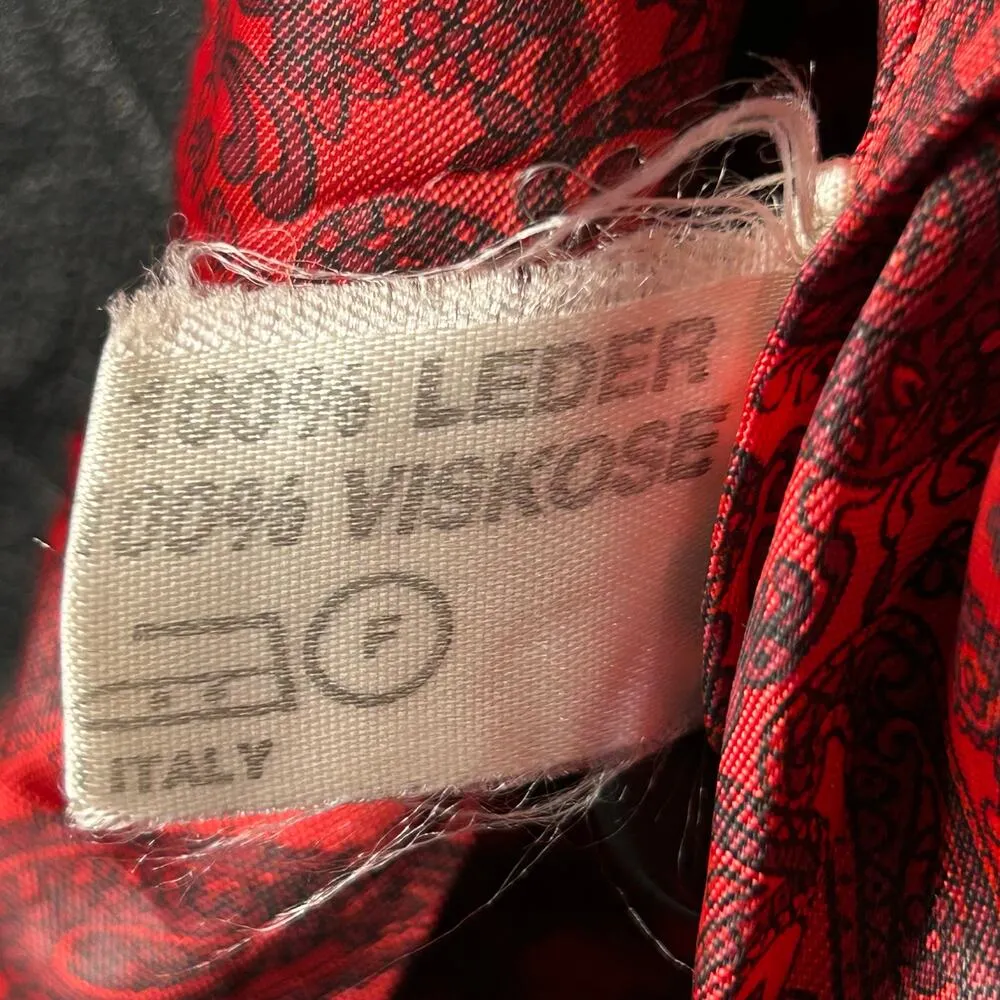 100% LEDER
00% VISKOSE
F
ITALY